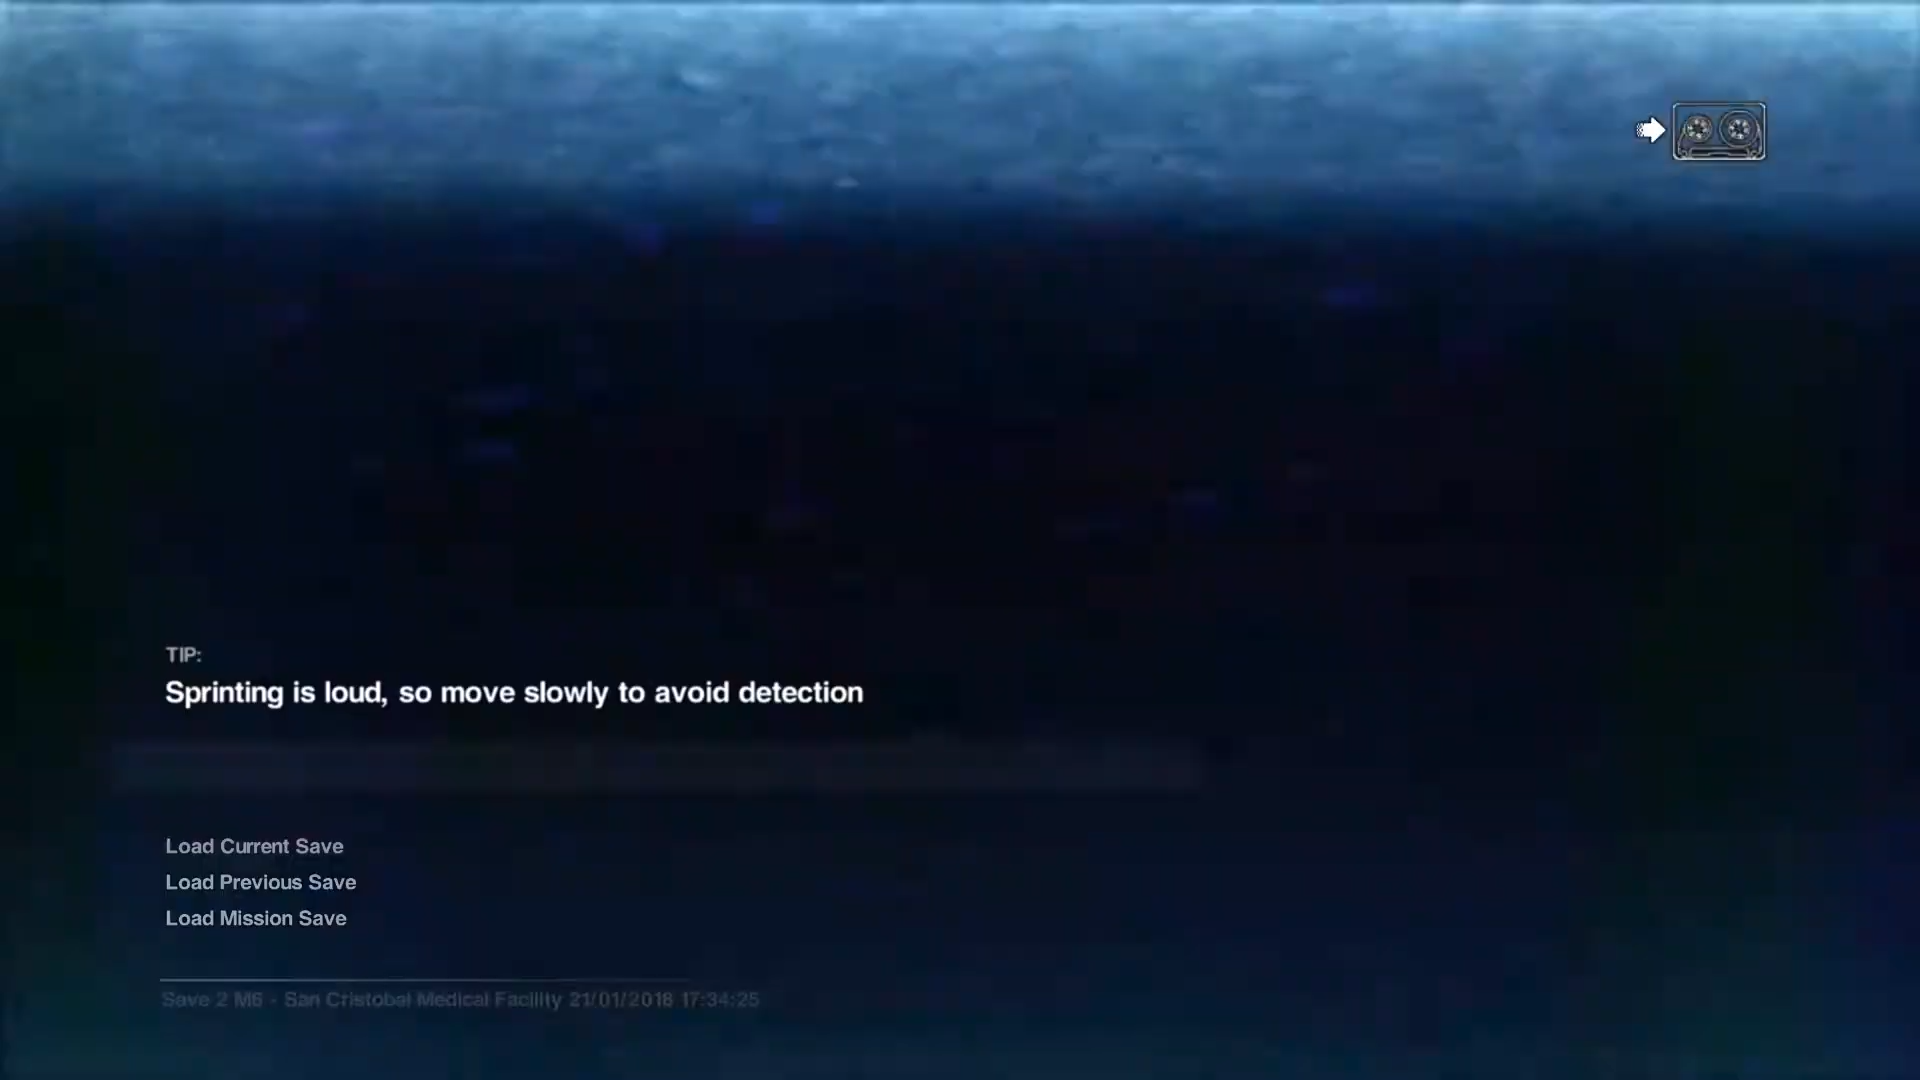 TIP:
Sprinting is loud, so move slowly to avoid detection
Load Current Save
Load Previous Save
Load Mission Save
Save 2 M6 - San Cristobal Medical Facility 21/01/2018 17:34:25